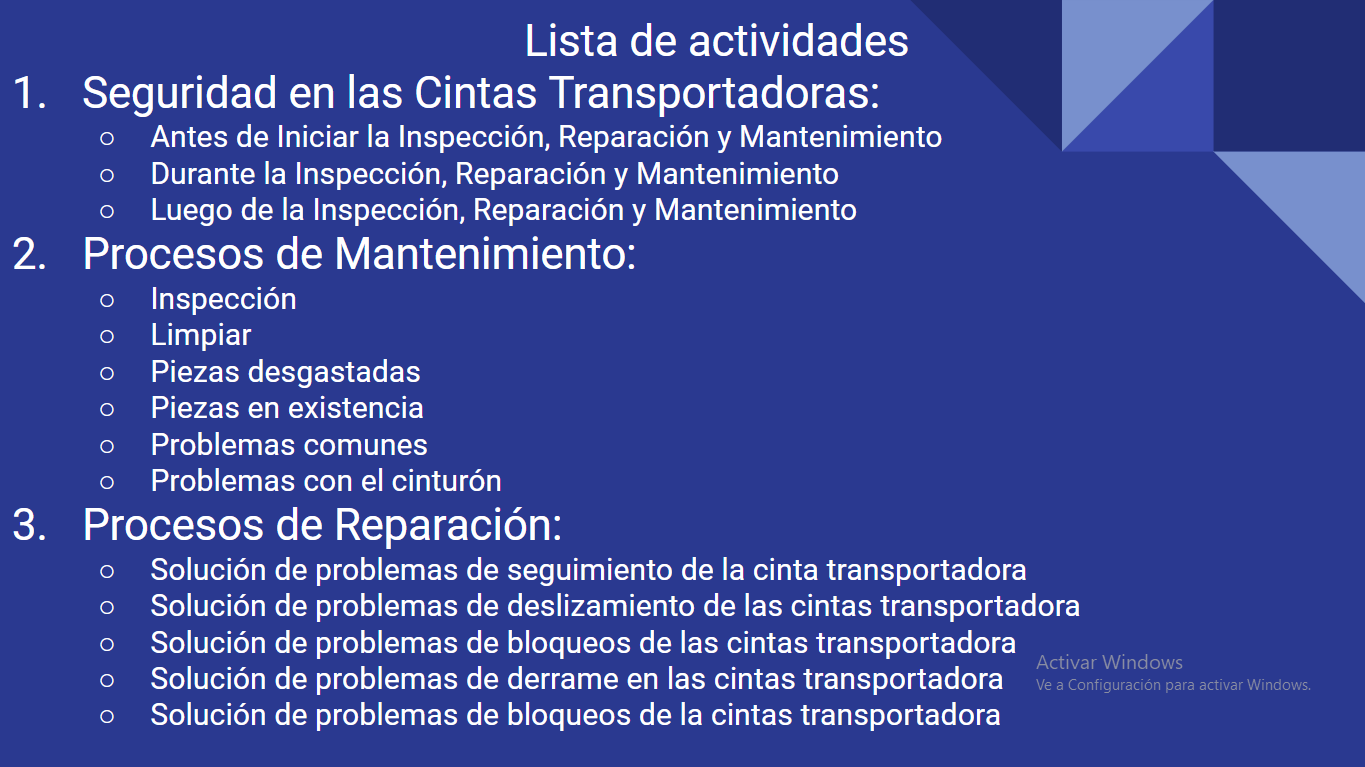 Lista de actividades
1. Seguridad en las Cintas Transportadoras:
○ Antes de Iniciar la Inspección, Reparación y Mantenimiento
○ Durante la Inspección, Reparación y Mantenimiento
○ Luego de la Inspección, Reparación y Mantenimiento
2. Procesos de Mantenimiento:
○ Inspección
○ Limpiar
○ Piezas desgastadas
○ Piezas en existencia
○ Problemas comunes
○ Problemas con el cinturón
3. Procesos de Reparación:
○ Solución de problemas de seguimiento de la cinta transportadora
○ Solución de problemas de deslizamiento de las cintas transportadora
○ Solución de problemas de bloqueos de las cintas transportadora
○ Solución de problemas de derrame en las cintas transportadora
○ Solución de problemas de bloqueos de la cintas transportadora
Activar Windows
Ve a Configuración para activar Windows.